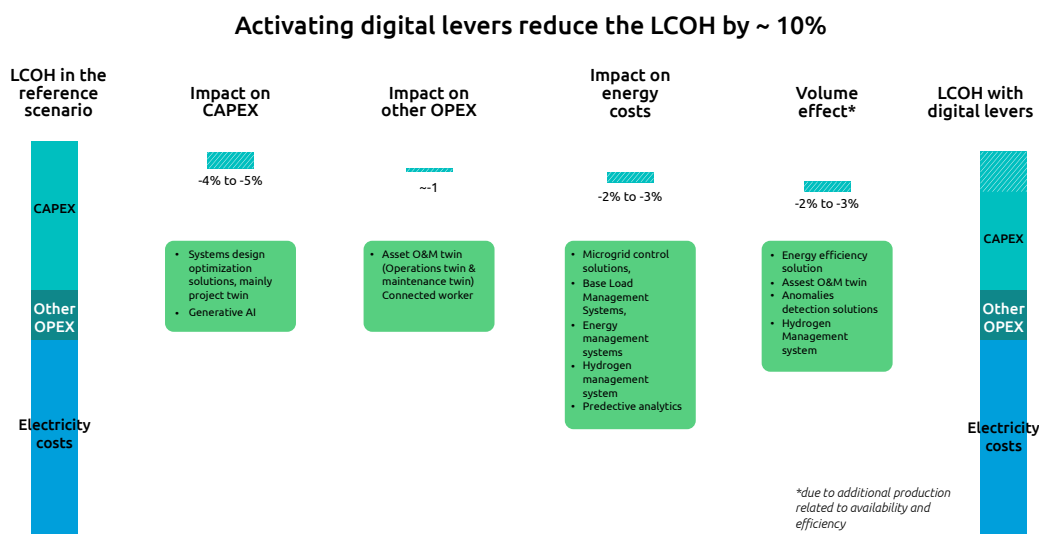 Activating digital levers reduce the LCOH by ~ 10%
LCOH in the
reference
scenario
CAPEX
Other
OPEX
Electricity
costs
Impact on
CAPEX
-4% to -5%
• Systems design
optimization
solutions, mainly
project twin
• Generative AI
Impact on
other OPEX
~-1
• Asset O&M twin
(Operations twin &
maintenance twin)
Connected worker
Impact on
energy
costs
-2% to -3%
• Microgrid control
solutions,
• Base Load
Management
Systems,
• Energy
management
systems
• Hydrogen
management
system
• Predective analytics
Volume
effect*
-2% to -3%
• Energy efficiency
solution
• Assest O&M twin
• Anomalies
detection solutions
• Hydrogen
Management
system
*due to additional production
related to availability and
efficiency
LCOH with
digital levers
CAPEX
Other
OPEX
Electricity
costs